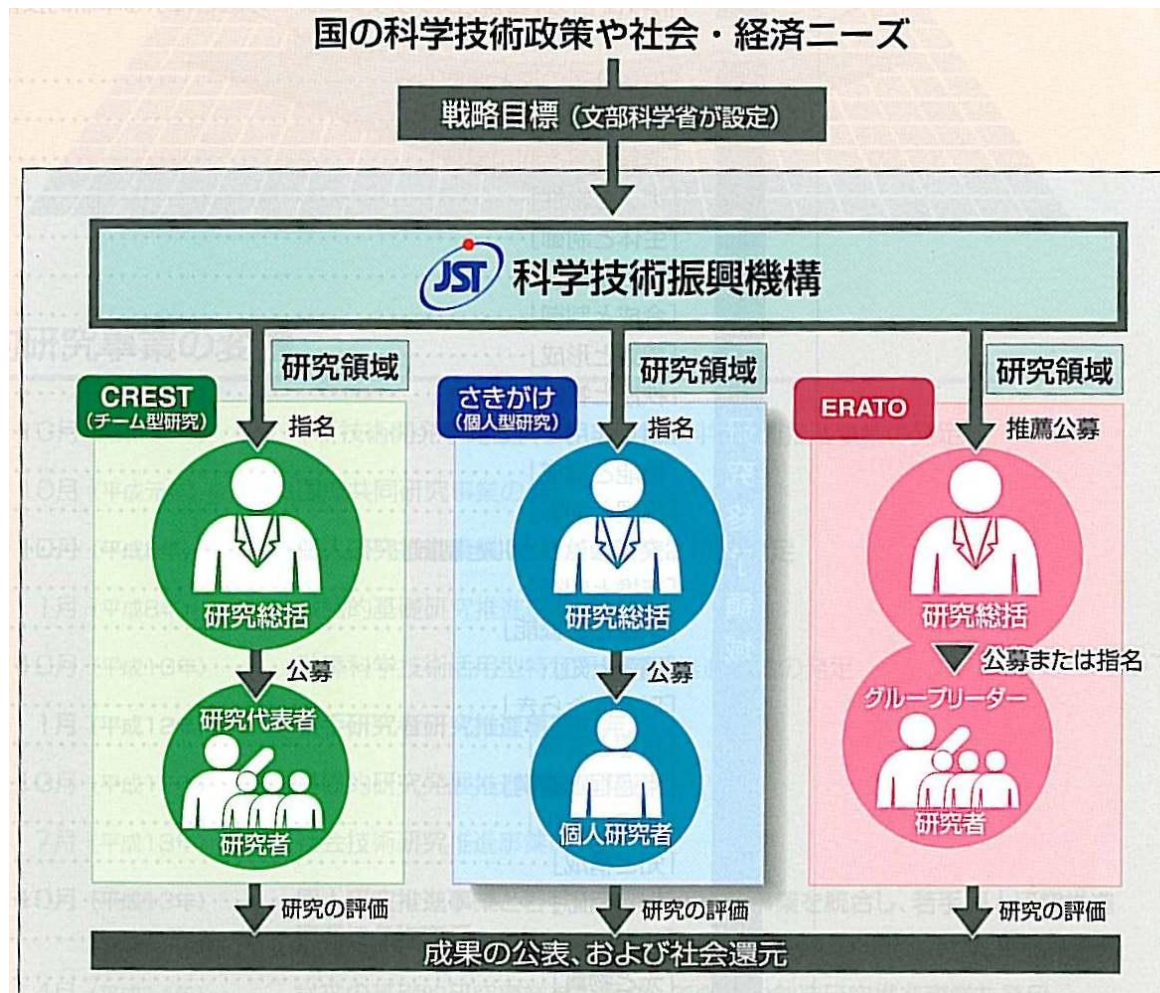 国の科学技術政策や社会・経済ニーズ
戦略目標（文部科学省が設定）
JST 科学技術振興機構
研究領域
CREST
（チーム型研究）
指名
研究総括
公募
研究代表者
研究者
研究の評価
研究領域
さきがけ
（個人型研究）
指名
研究総括
公募
個人研究者
研究の評価
研究領域
ERATO
推薦公募
研究総括
公募または指名
グループリーダー
研究者
研究の評価
成果の公表、および社会還元